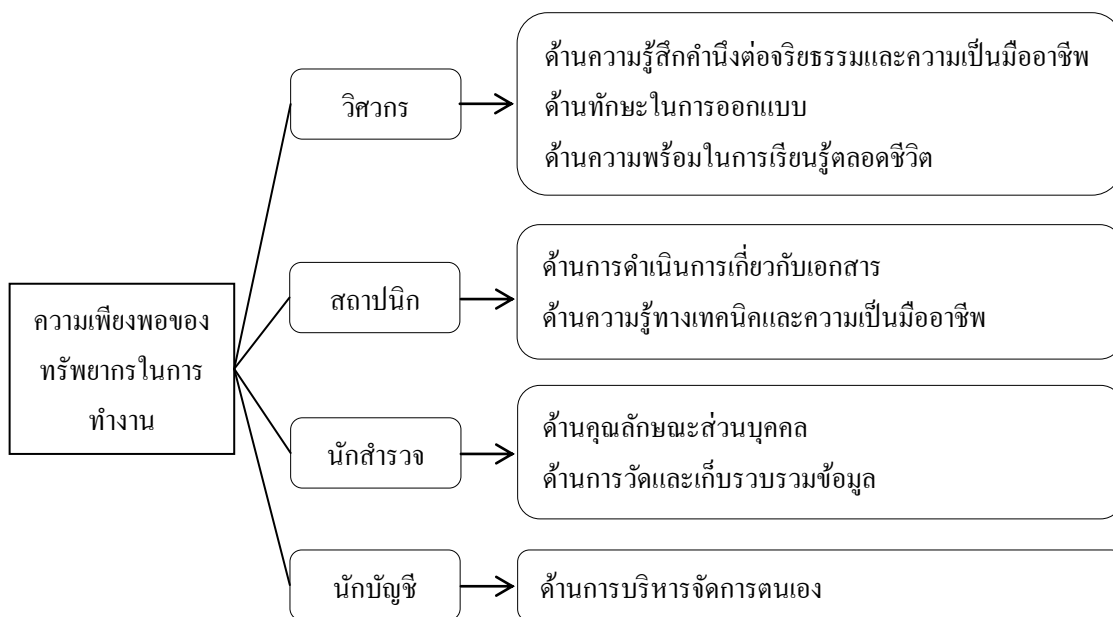 ความเพียงพอของ
ทรัพยากรในการ
ทำงาน
วิศวกร
ด้านความรู้สึกคำนึงต่อจริยธรรมและความเป็นมืออาชีพ
ด้านทักษะในการออกแบบ
ด้านความพร้อมในการเรียนรู้ตลอดชีวิต
สถาปนิก
ด้านการดำเนินการเกี่ยวกับเอกสาร
ด้านความรู้ทางเทคนิคและความเป็นมืออาชีพ
นักสำรวจ
ด้านคุณลักษณะส่วนบุคคล
ด้านการวัดและเก็บรวบรวมข้อมูล
นักบัญชี
ด้านการบริหารจัดการตนเอง